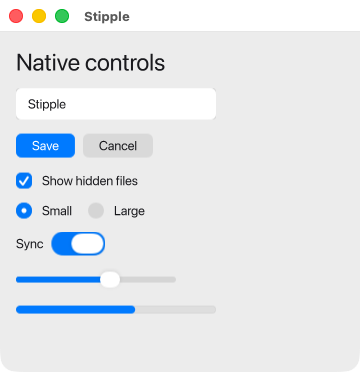 Stipple
Native controls
Stipple
Save Cancel
Show hidden files
Small Large
Sync